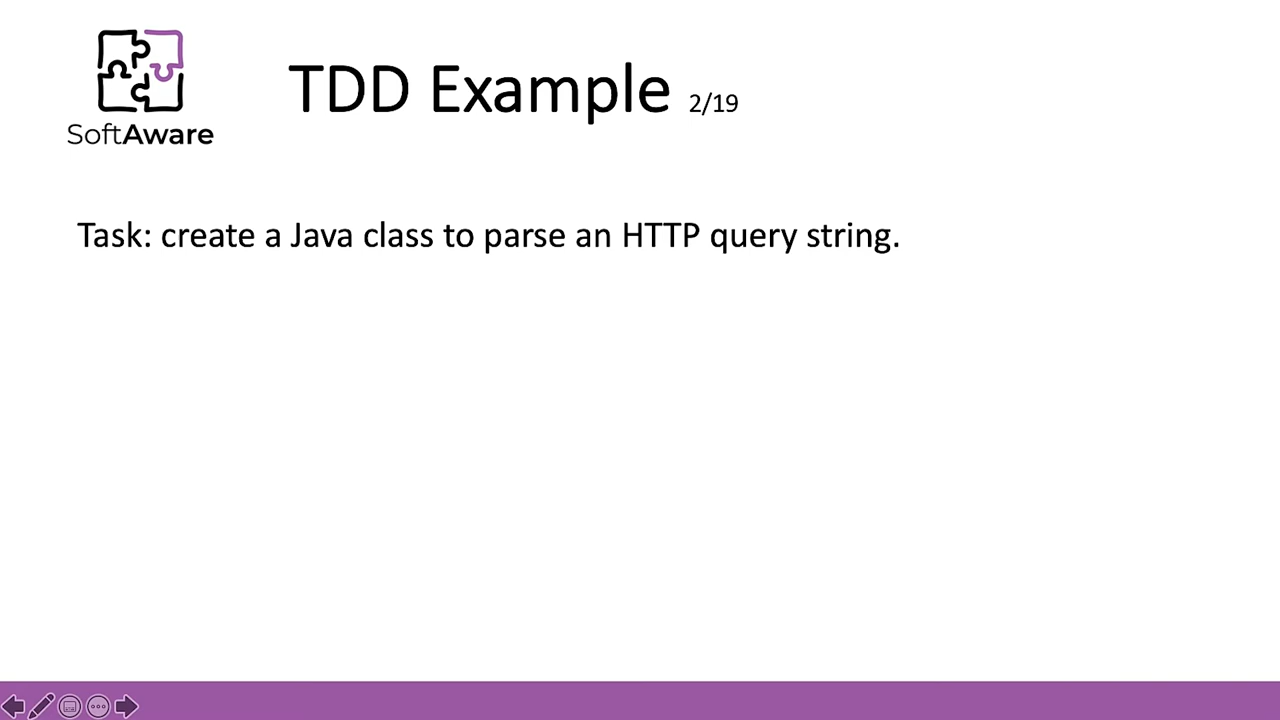 TDD Example 2/19
SoftAware
Task: create a Java class to parse an HTTP query string.